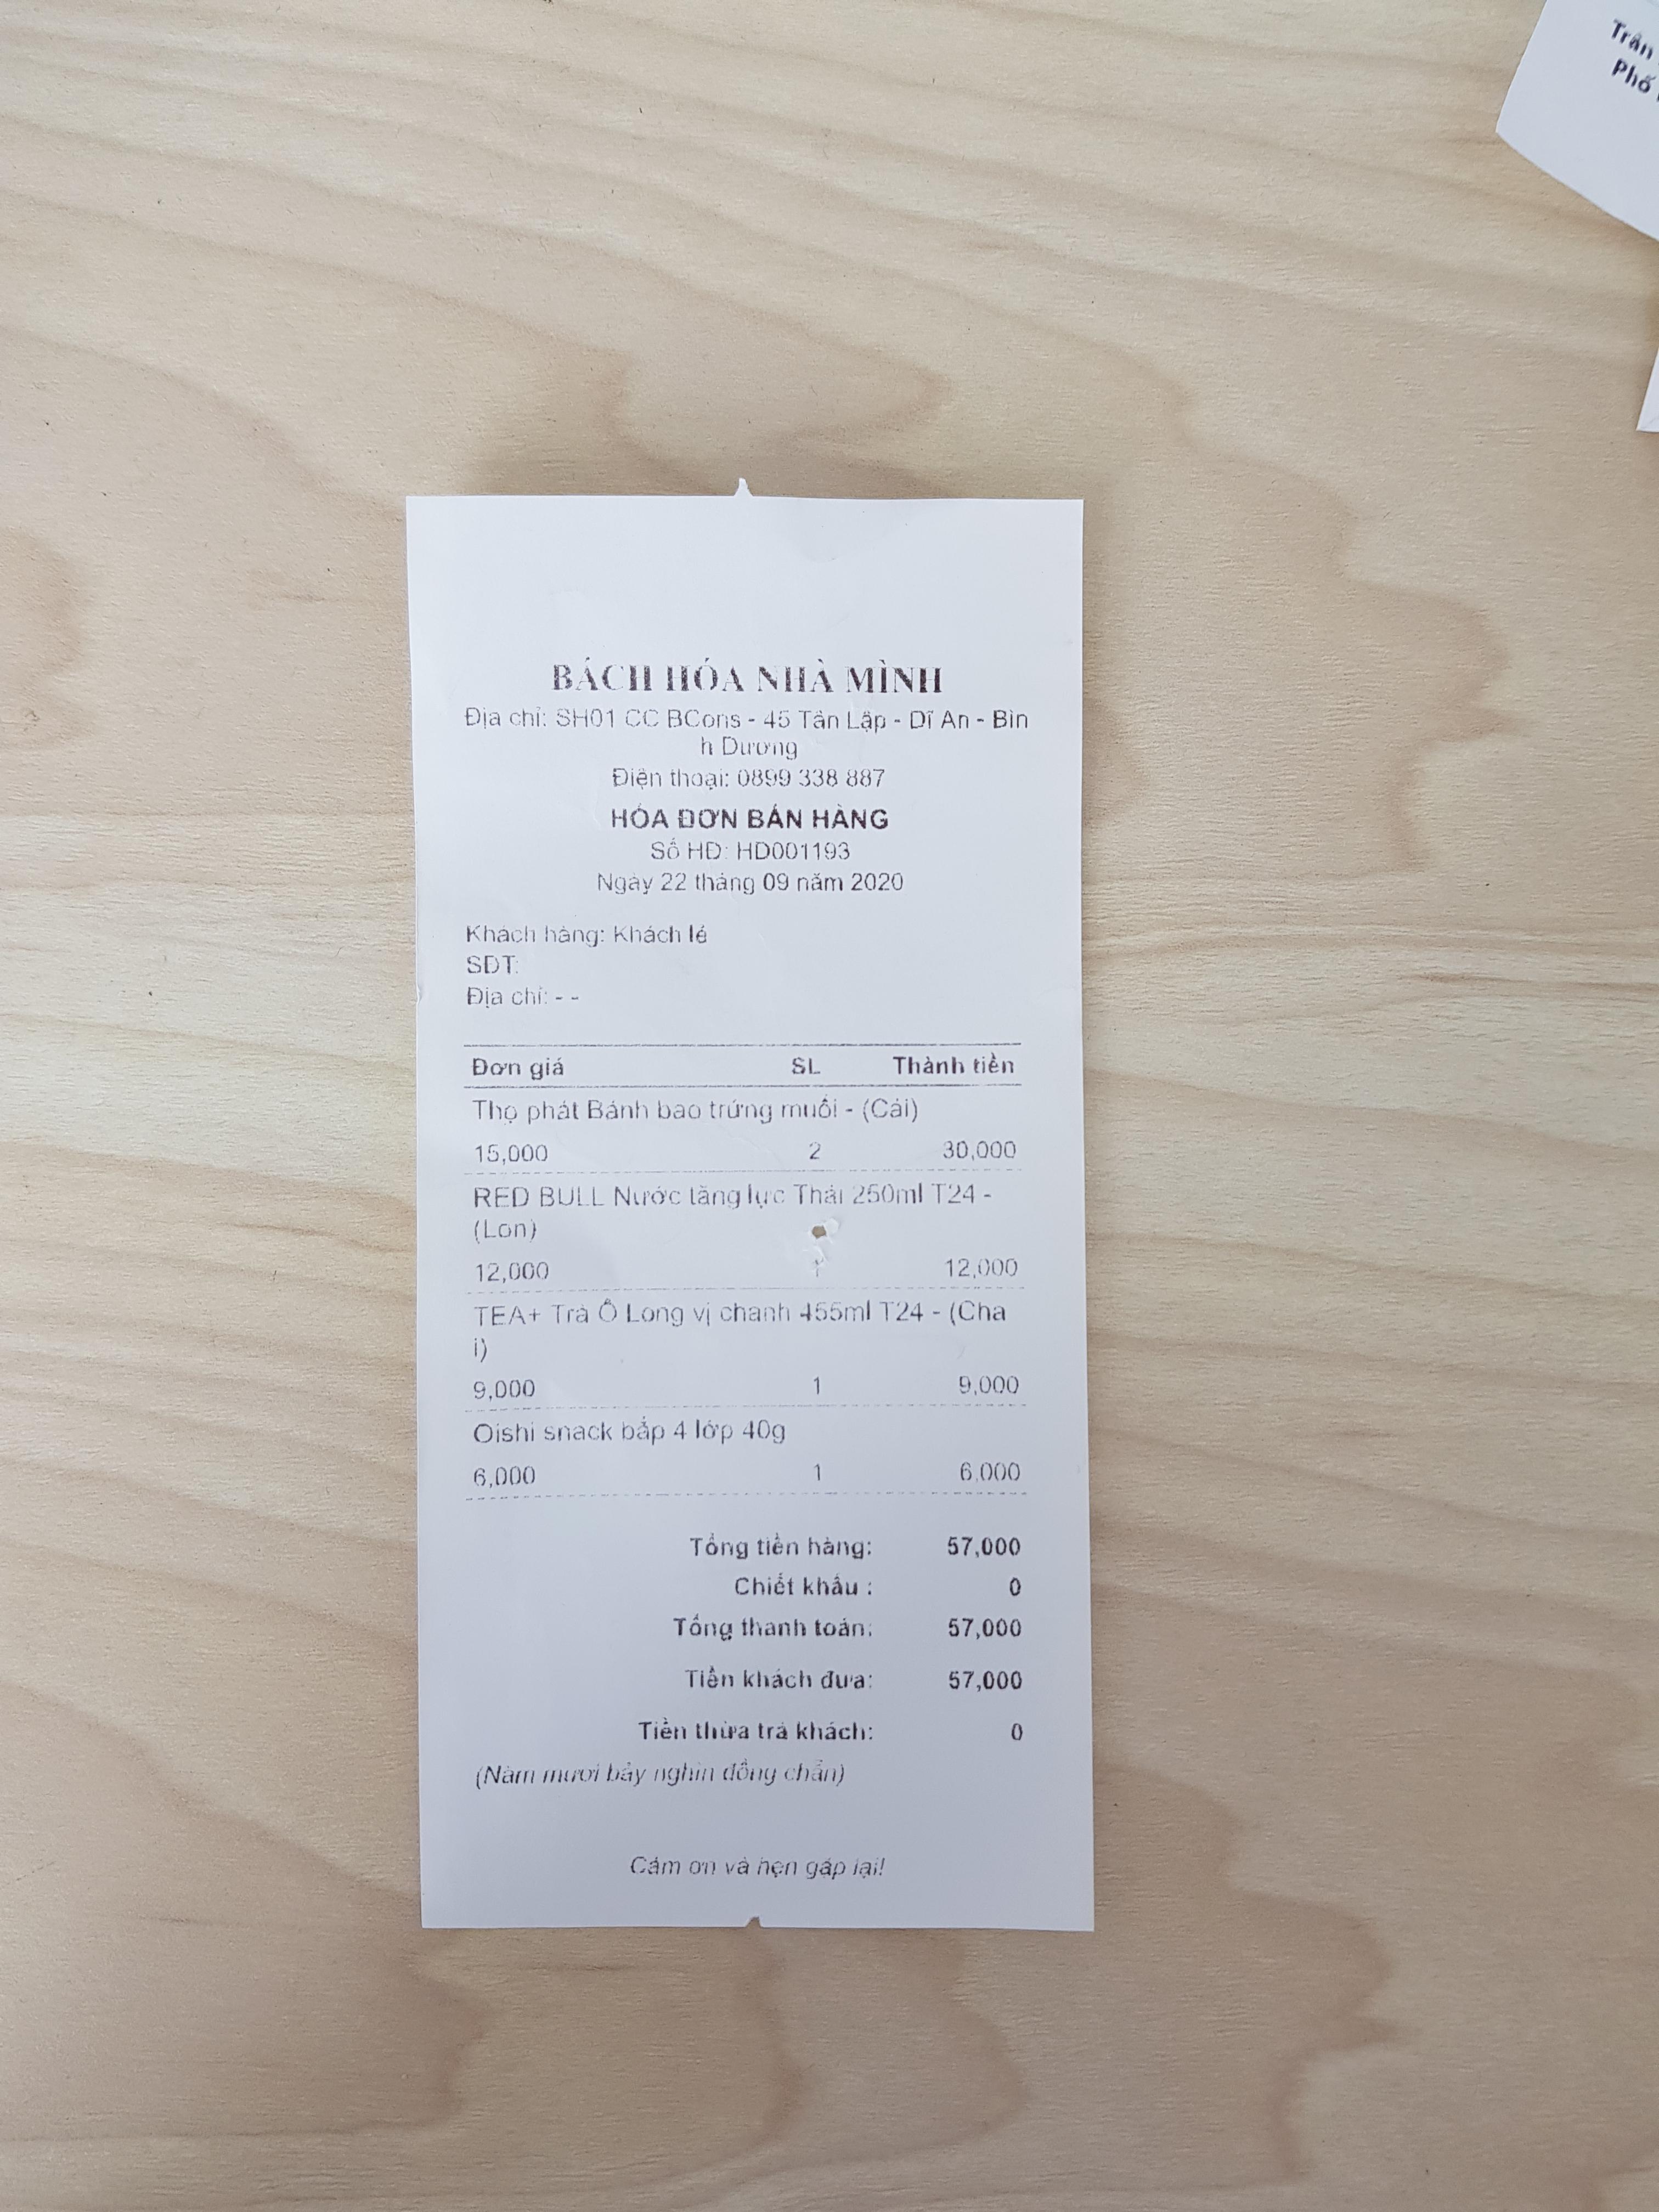 Trần
Phố
BÁCH HÓA NHÀ MÌNH
Địa chỉ: SH01 CC BCons - 45 Tân Lập - Dĩ An - Bìn
h Dương
Điện thoại: 0899 338 887
HÓA ĐƠN BÁN HÀNG
Số HD: HD001193
Ngày 22 tháng 09 năm 2020
Khách hàng: Khách lẻ
SDT:
Địa chỉ: - -
Đơn giá SL Thành tiền
Thọ phát Bánh bao trứng muối - (Cái)
15,000 2 30,000
RED BULL Nước tăng lực Thái 250ml T24 -
(Lon)
12,000 1 12,000
TEA+ Trà Ô Long vị chanh 455ml T24 - (Cha
i)
9,000 1 9,000
Oishi snack bắp 4 lớp 40g
6,000 1 6,000
Tổng tiền hàng: 57,000
Chiết khấu : 0
Tổng thanh toán: 57,000
Tiền khách đưa: 57,000
Tiền thừa trả khách: 0
(Năm mươi bảy nghìn đồng chẵn)
Cảm ơn và hẹn gặp lại!